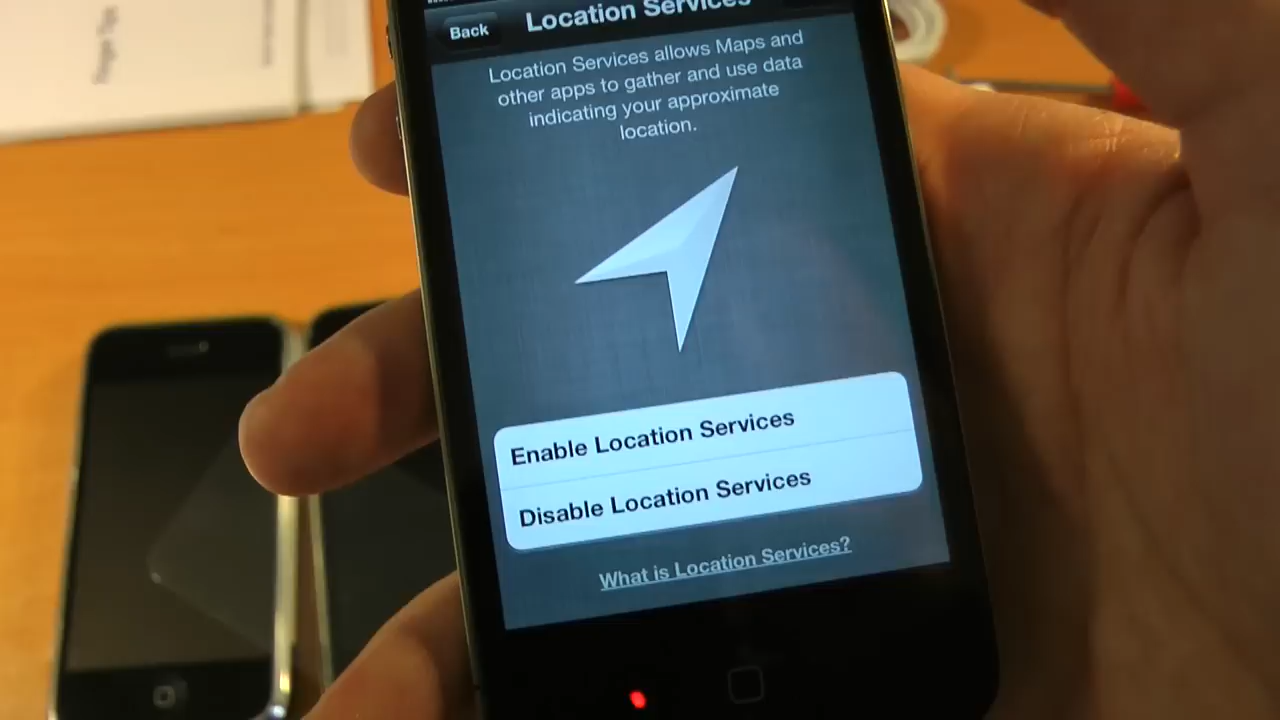 Back
Location Services
Location Services allows Maps and
other apps to gather and use data
indicating your approximate
location.
Enable Location Services
Disable Location Services
What is Location Services?